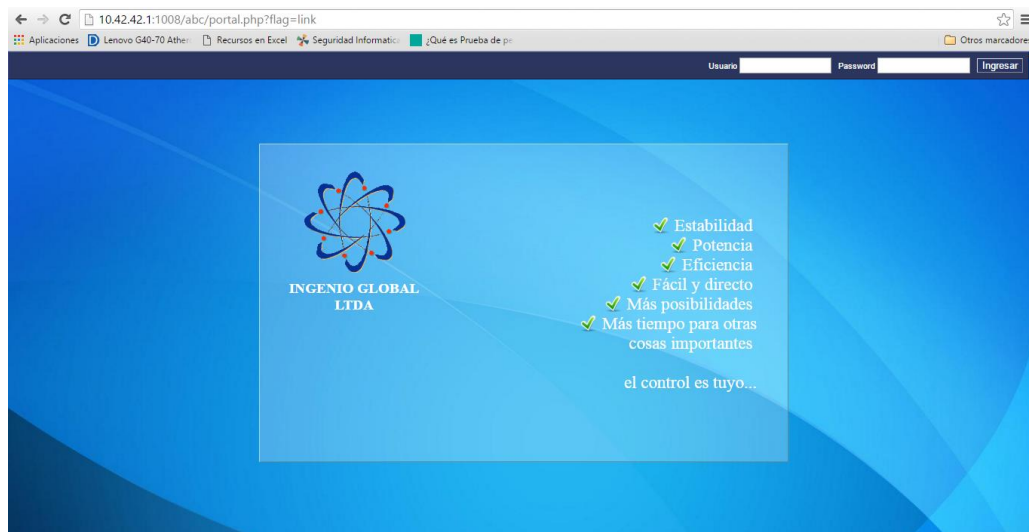 10.42.42.1:1008/abc/portal.php?flag=link
Aplicaciones Lenovo G40-70 Ather Recursos en Excel Seguridad Informatic ¿Qué es Prueba de pe Otros marcadores
Usuario Password Ingresar
INGENIO GLOBAL
LTDA
Estabilidad
Potencia
Eficiencia
Fácil y directo
Más posibilidades
Más tiempo para otras
cosas importantes
el control es tuyo...